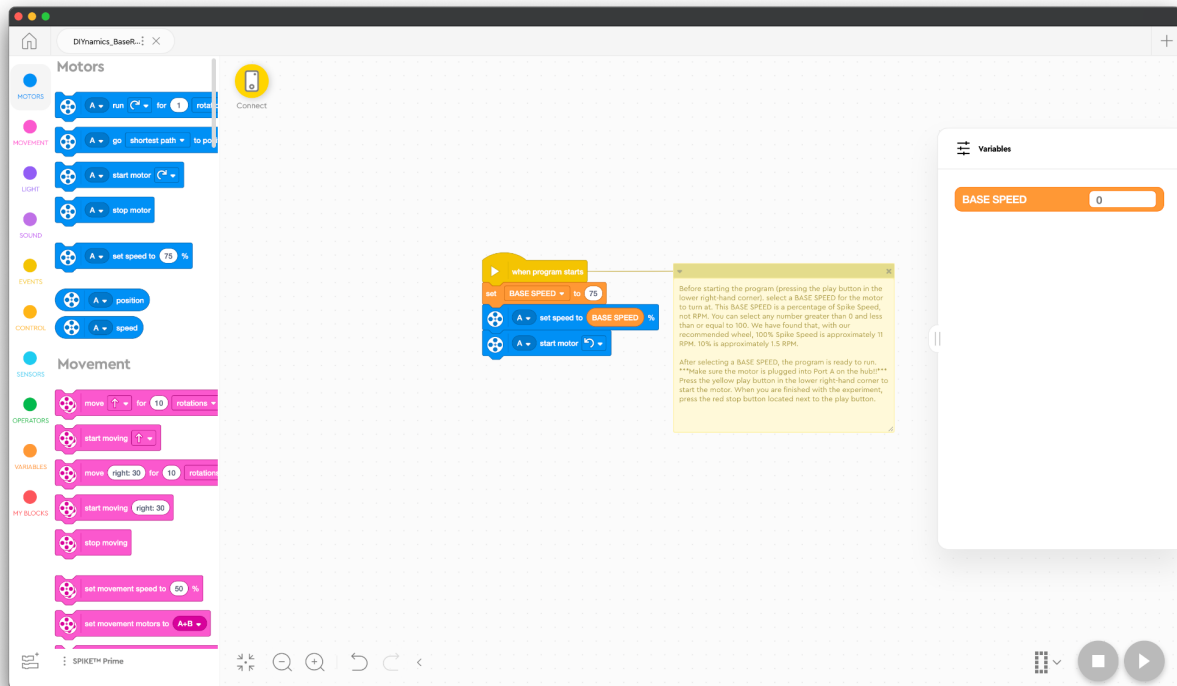 DIYnamics_BaseR...
Connect
MOTORS
MOVEMENT
LIGHT
SOUND
EVENTS
CONTROL
SENSORS
OPERATORS
VARIABLES
MY BLOCKS
Motors
A run for 1 rotat
A go shortest path to po
A start motor
A stop motor
A set speed to 75 %
A position
A speed
Movement
move for 10 rotations
start moving
move right: 30 for 10 rotations
start moving right: 30
stop moving
set movement speed to 50 %
set movement motors to A+B
SPIKE™ Prime
when program starts
set BASE SPEED to 75
A set speed to BASE SPEED %
A start motor
Before starting the program (pressing the play button in the
lower right-hand corner). select a BASE SPEED for the motor
to turn at. This BASE SPEED is a percentage of Spike Speed,
not RPM. You can select any number greater than 0 and less
than or equal to 100. We have found that, with our
recommended wheel, 100% Spike Speed is approximately 11
RPM. 10% is approximately 1.5 RPM.
After selecting a BASE SPEED, the program is ready to run.
***Make sure the motor is plugged into Port A on the hub!!***
Press the yellow play button in the lower right-hand corner to
start the motor. When you are finished with the experiment,
press the red stop button located next to the play button.
Variables
BASE SPEED 0